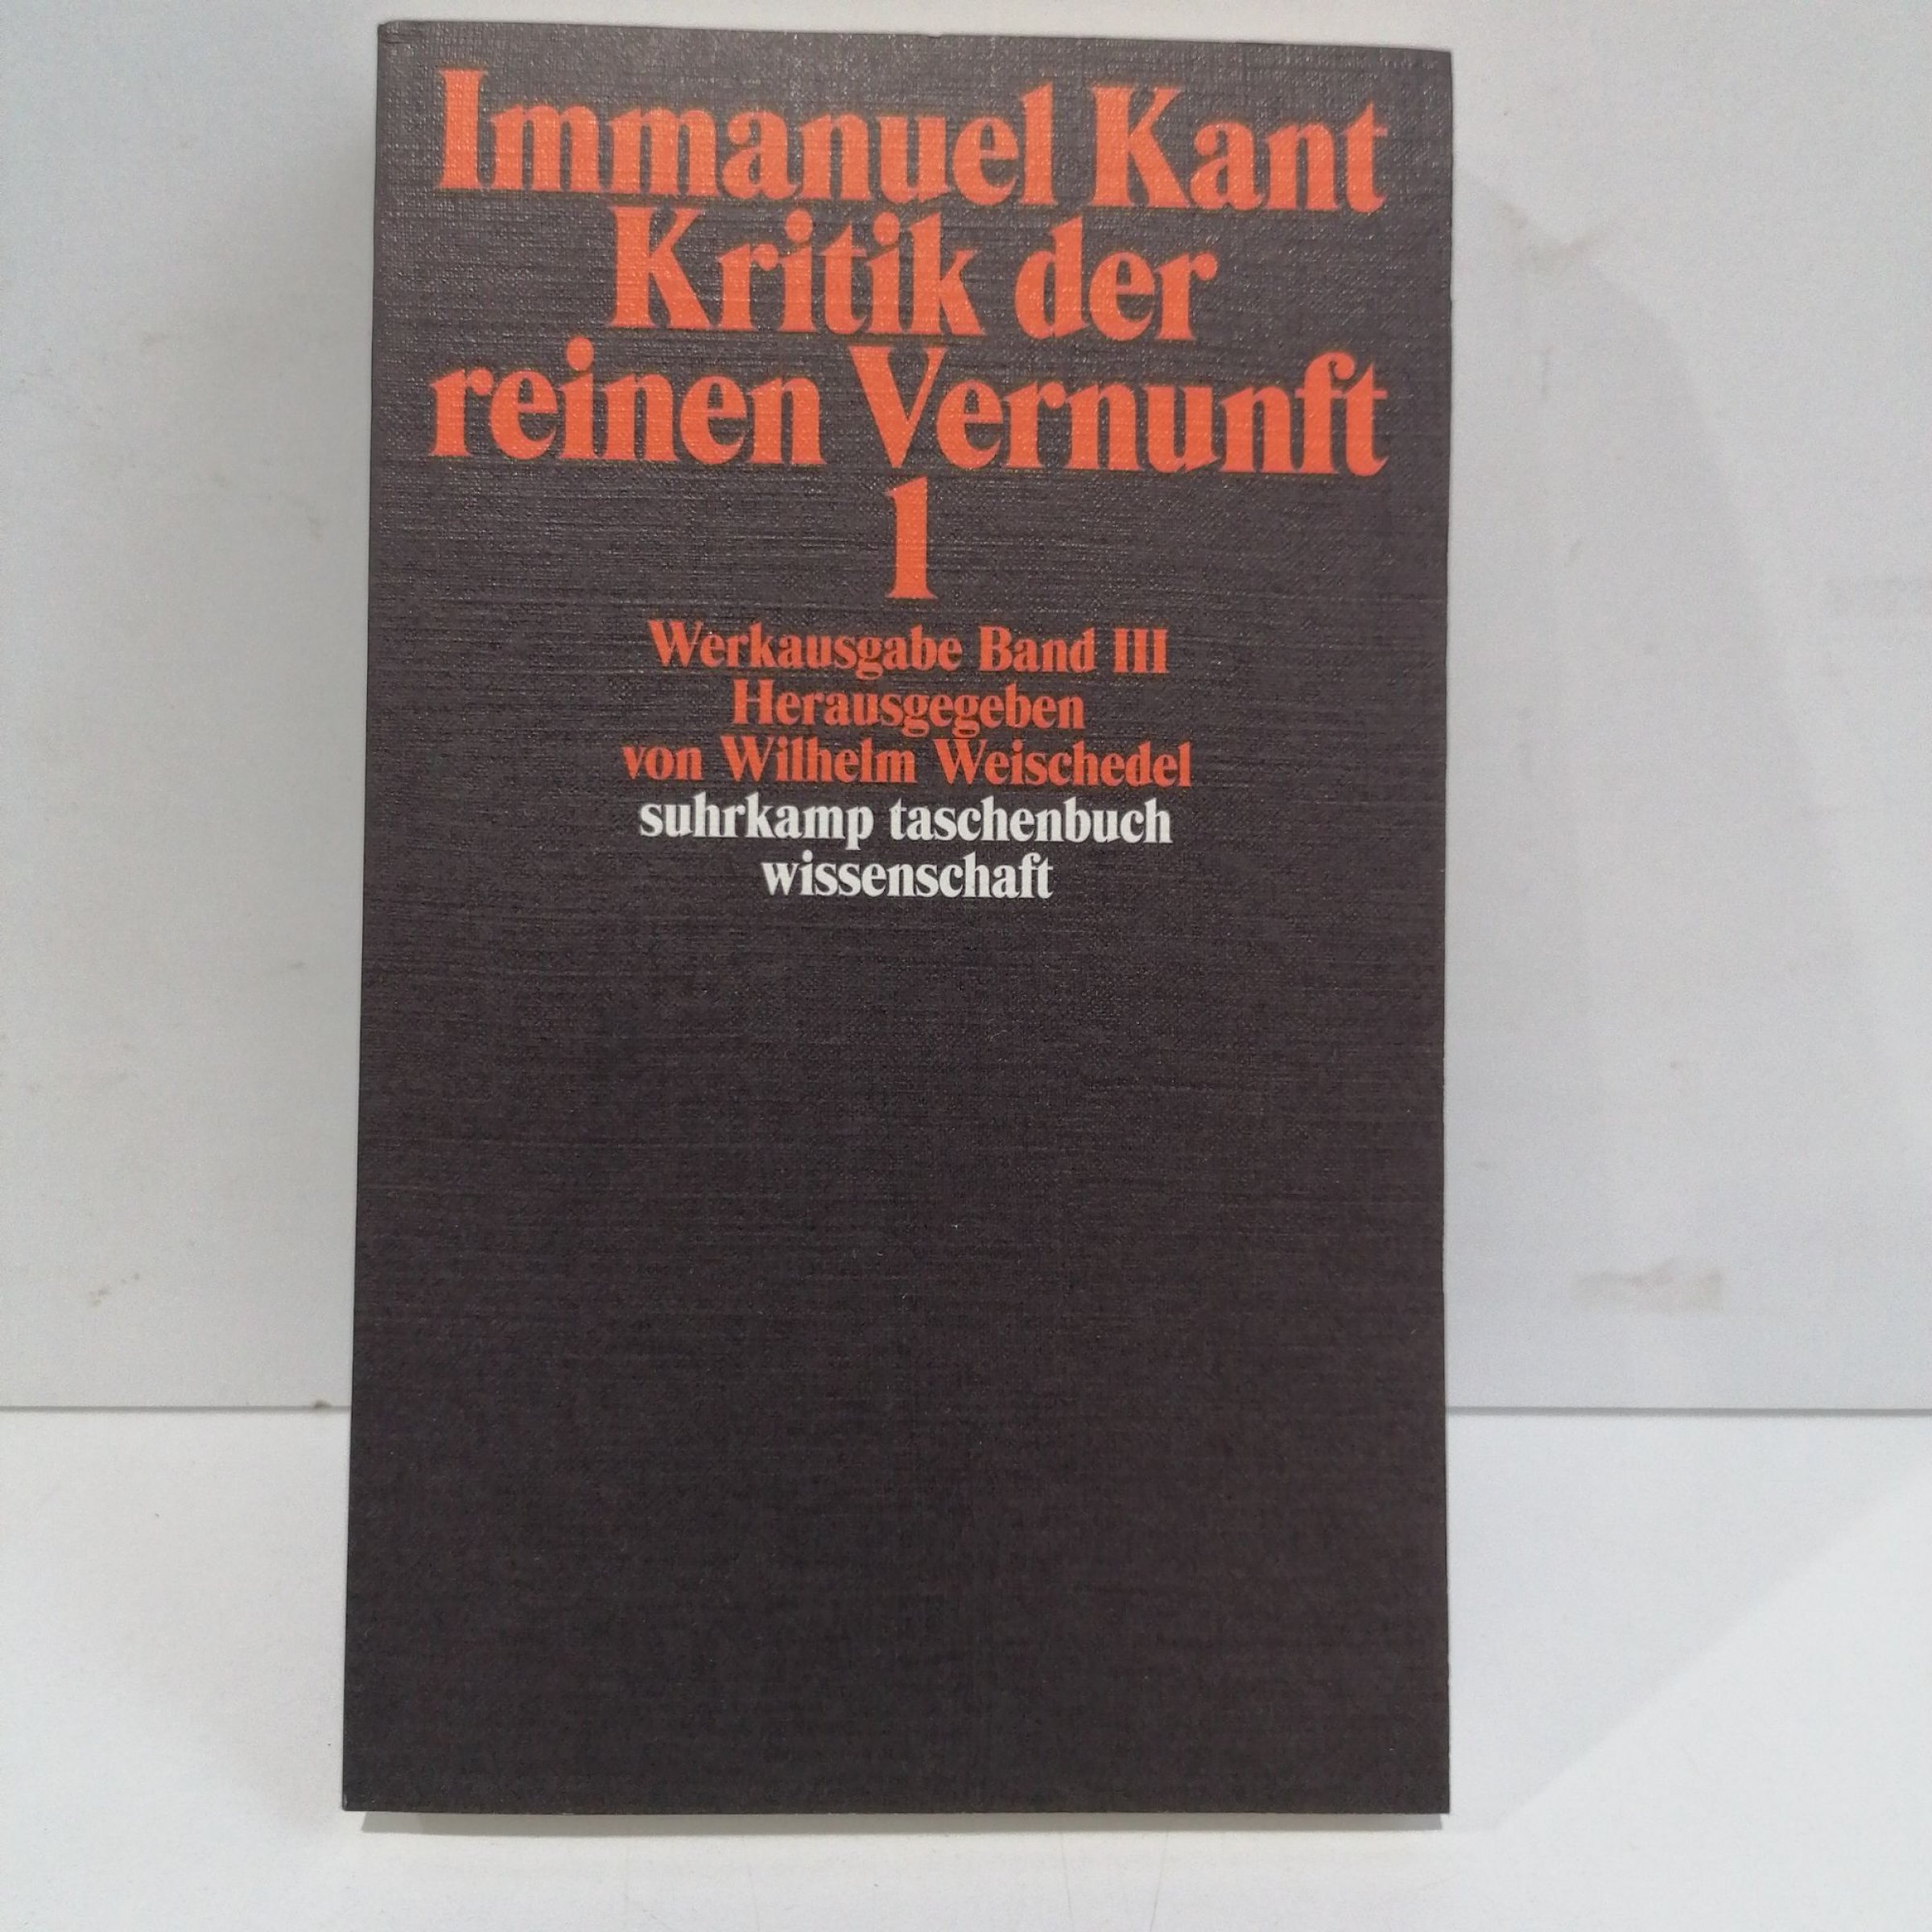 Immanuel Kant
Kritik der
reinen Vernunft
1
Werkausgabe Band III
Herausgegeben
von Wilhelm Weischedel
suhrkamp taschenbuch
wissenschaft